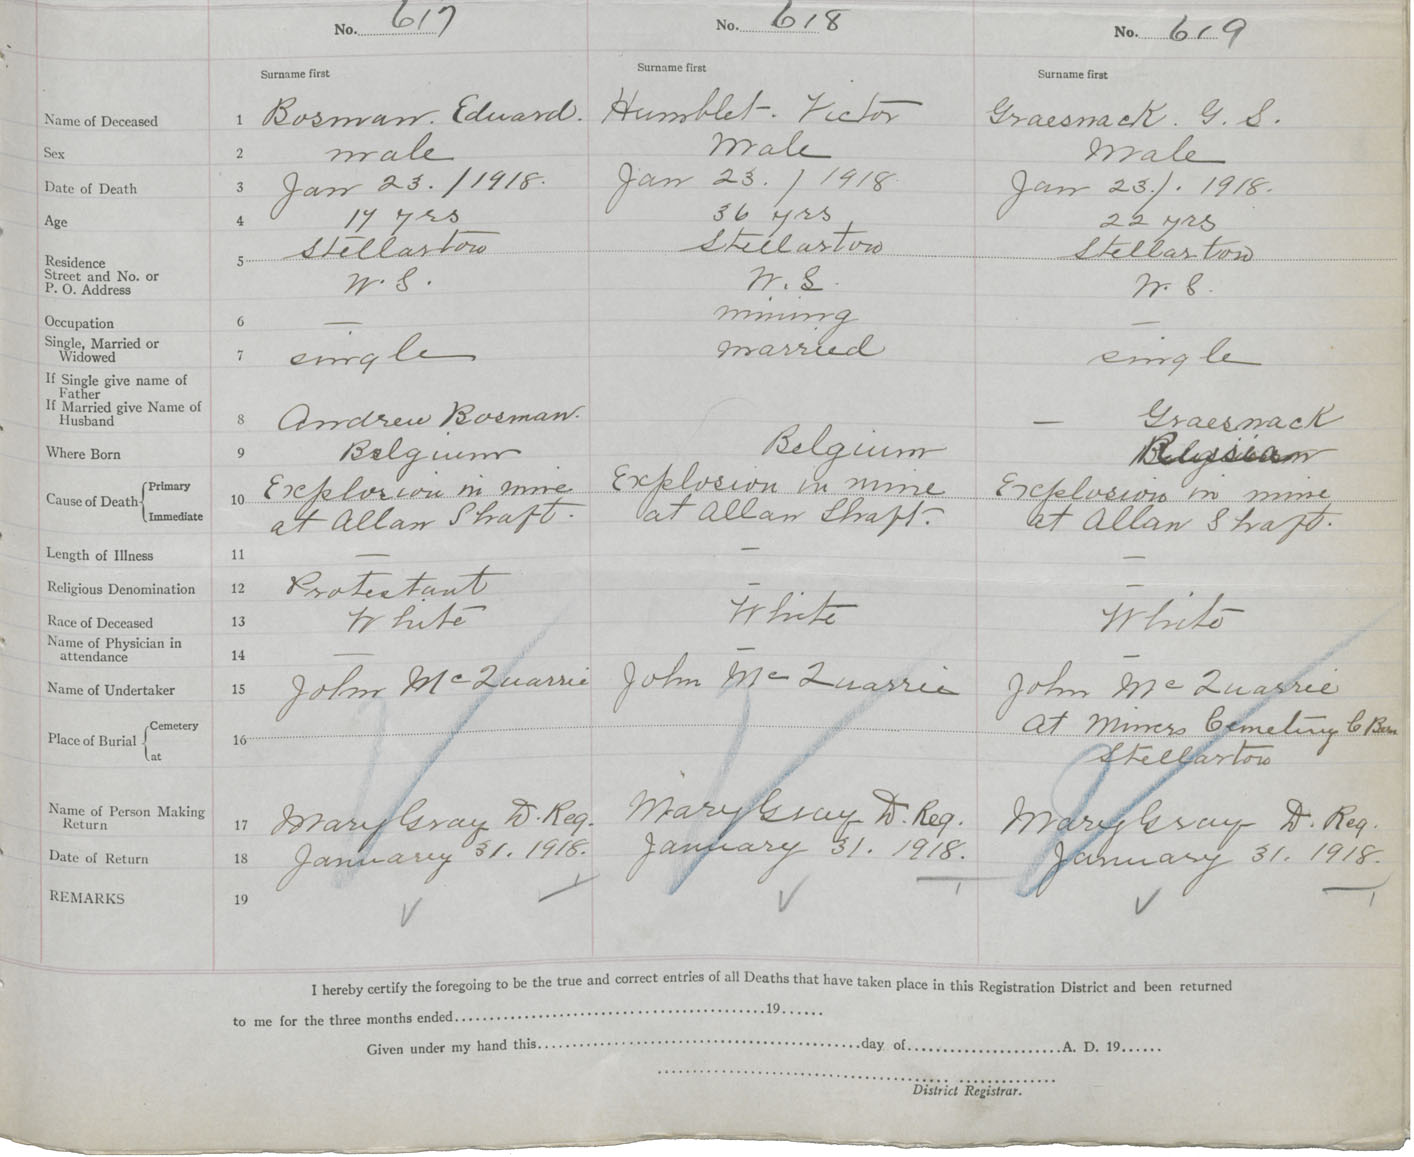 No. 617 No. 618 No. 619
Surname first Surname first Surname first
Name of Deceased 1 Bosman. Eduard. Humblet. Victor Graesnack. G. S.
Sex 2 male Male Male
Date of Death 3 Jan 23./1918. Jan 23./1918 Jan 23/. 1918.
Age 4 17 yrs 36 yrs 22 yrs
Residence 5 Stellarton Stellarton Stellarton
Street and No. or
P. O. Address N. S. N. S. N. S.
Occupation 6 — mining —
Single, Married or
Widowed 7 single married single
If Single give name of
Father
If Married give Name of
Husband 8 Andrew Bosman. — Graesnack
Where Born 9 Belgium Belgium
Cause of Death Primary 10 Explosion in mine Explosion in mine Explosion in mine
Immediate at Allan Shaft. at Allan Shaft. at Allan Shaft.
Length of Illness 11 — — —
Religious Denomination 12 Protestant — —
Race of Deceased 13 White White White
Name of Physician in
attendance 14 — — —
Name of Undertaker 15 John McQuarrie John McQuarrie John McQuarrie
Place of Burial Cemetery 16 at Miners Cemetery
at Stellarton
Name of Person Making
Return 17 Mary Gray D. Reg. Mary Gray D. Reg. Mary Gray D. Reg.
Date of Return 18 January 31. 1918. January 31. 1918. January 31. 1918.
REMARKS 19
I hereby certify the foregoing to be the true and correct entries of all Deaths that have taken place in this Registration District and been returned
to me for the three months ended..........19......
Given under my hand this..........day of..........A. D. 19......
District Registrar.